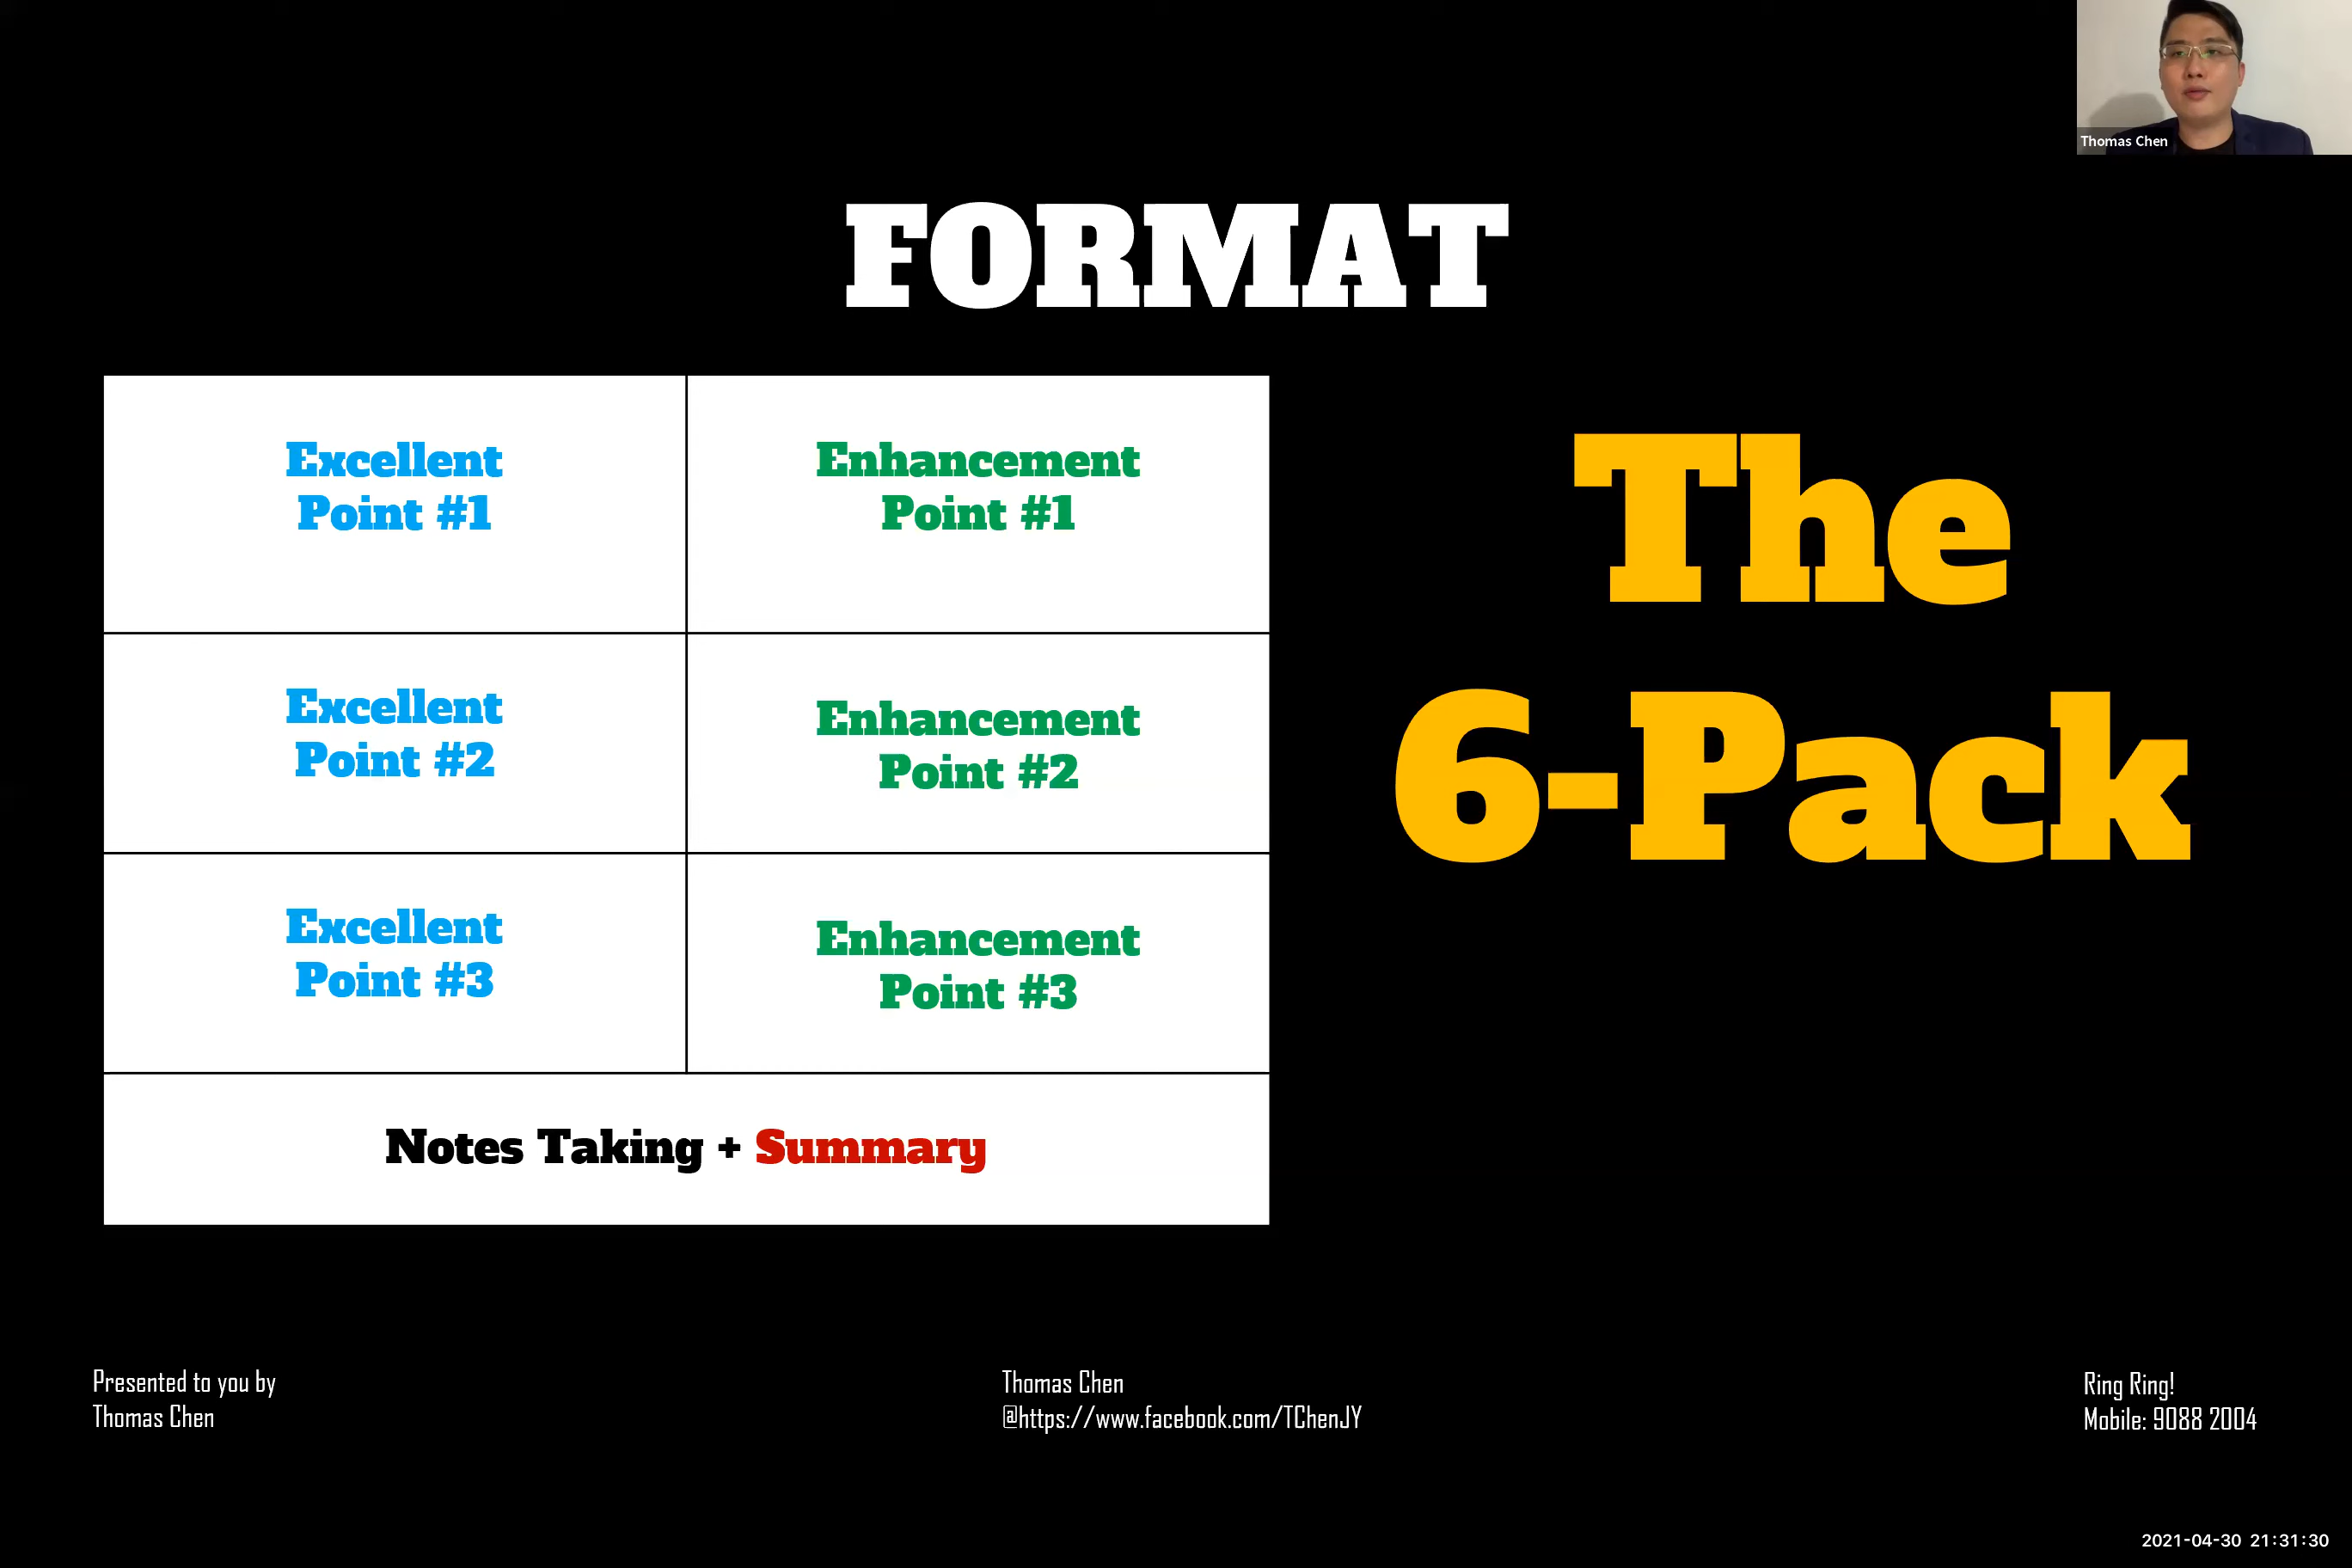 Thomas Chen
FORMAT
Excellent
Point #1
Enhancement
Point #1
Excellent
Point #2
Enhancement
Point #2
Excellent
Point #3
Enhancement
Point #3
Notes Taking + Summary
The
6-Pack
Presented to you by
Thomas Chen
Thomas Chen
@https://www.facebook.com/TChenJY
Ring Ring!
Mobile: 9088 2004
2021-04-30 21:31:30